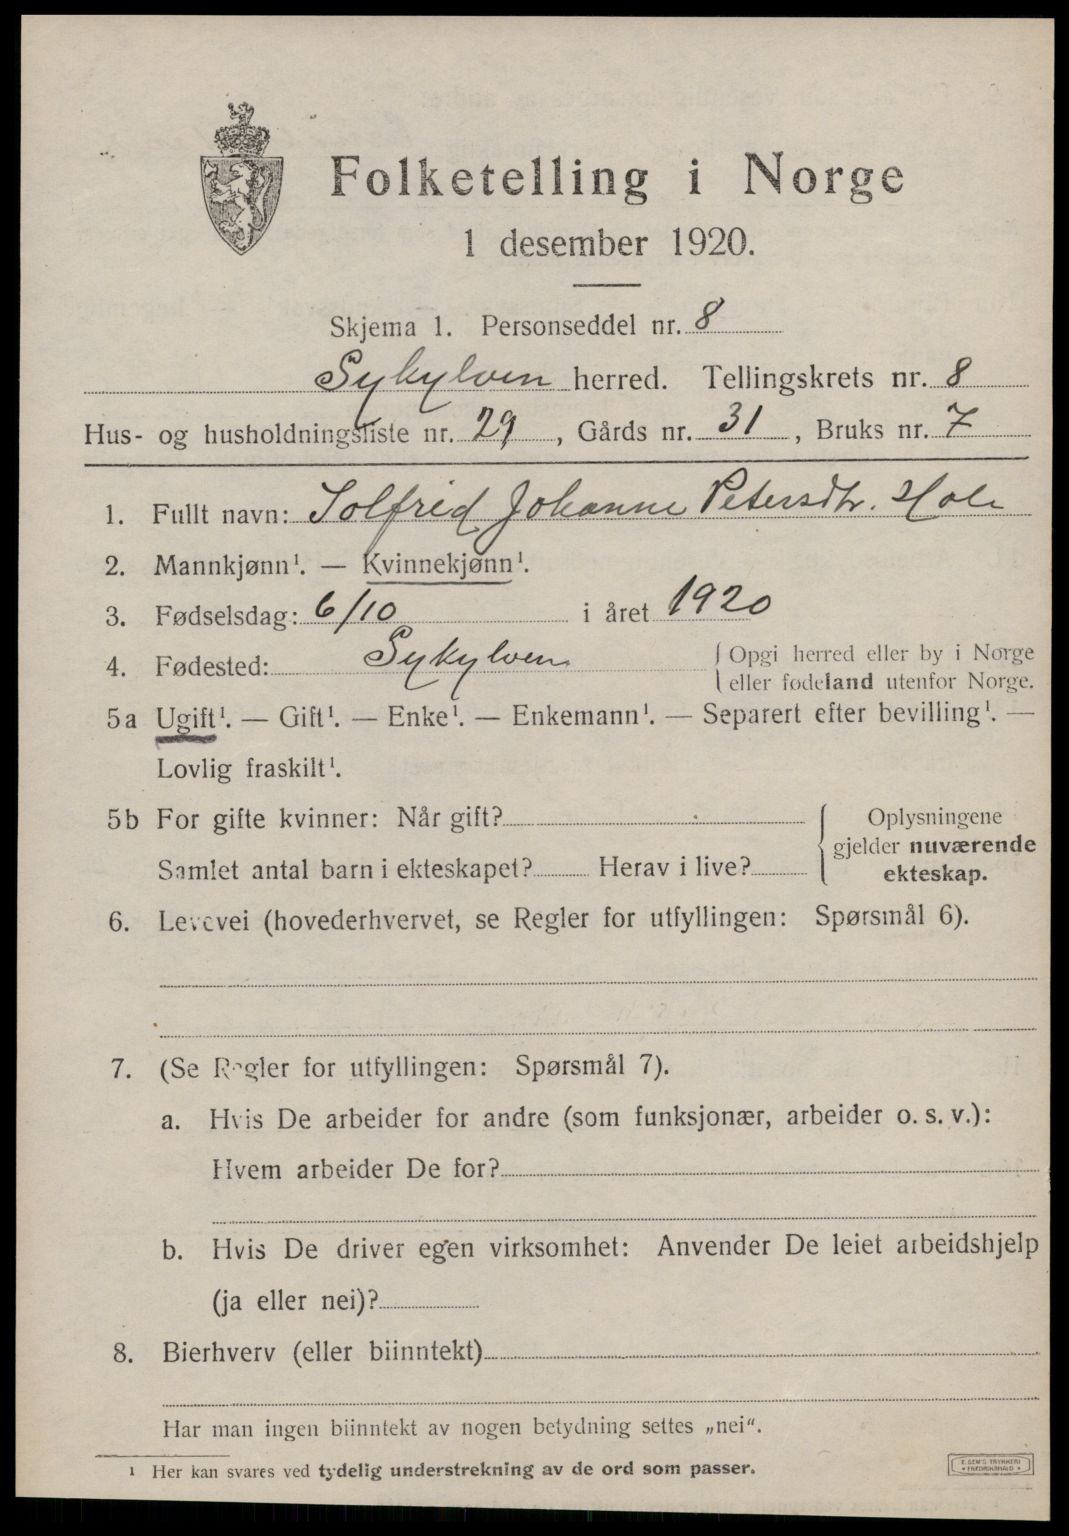 Folketelling i Norge
1 desember 1920.
Skjema 1. Personseddel nr. 8
Sykylven herred. Tellingskrets nr. 8
Hus- og husholdningsliste nr. 29, Gårds nr. 31, Bruks nr. 7
1. Fullt navn: Solfrid Johanne Petersdtr. Hole
2. Mannkjønn¹. — Kvinnekjønn¹.
3. Fødselsdag: 6/10 i året 1920
4. Fødested: Sykylven { Opgi herred eller by i Norge
eller fødeland utenfor Norge.
5a Ugift¹. — Gift¹. — Enke¹. — Enkemann¹. — Separert efter bevilling¹. —
Lovlig fraskilt¹.
5b For gifte kvinner: Når gift? { Oplysningene
gjelder nuværende
Samlet antal barn i ekteskapet? Herav i live? ekteskap.
6. Levevei (hovederhvervet, se Regler for utfyllingen: Spørsmål 6).
7. (Se Regler for utfyllingen: Spørsmål 7).
a. Hvis De arbeider for andre (som funksjonær, arbeider o. s. v.):
Hvem arbeider De for?
b. Hvis De driver egen virksomhet: Anvender De leiet arbeidshjelp
(ja eller nei)?
8. Bierhverv (eller biinntekt)
Har man ingen biinntekt av nogen betydning settes „nei“.
¹ Her kan svares ved tydelig understrekning av de ord som passer.
E. SEM'S TRYKKERI
FREDRIKSHALD